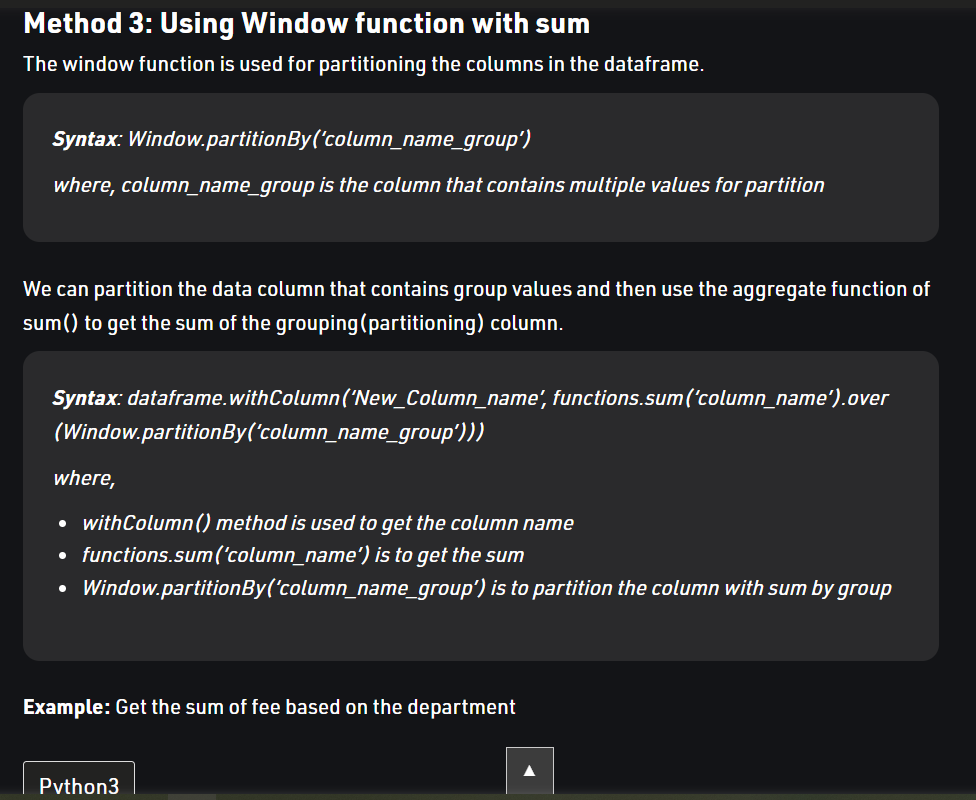 Method 3: Using Window function with sum
The window function is used for partitioning the columns in the dataframe.
Syntax: Window.partitionBy(‘column_name_group’)
where, column_name_group is the column that contains multiple values for partition
We can partition the data column that contains group values and then use the aggregate function of
sum() to get the sum of the grouping(partitioning) column.
Syntax: dataframe.withColumn(‘New_Column_name’, functions.sum(‘column_name’).over
(Window.partitionBy(‘column_name_group’)))
where,
• withColumn() method is used to get the column name
• functions.sum(‘column_name’) is to get the sum
• Window.partitionBy(‘column_name_group’) is to partition the column with sum by group
Example: Get the sum of fee based on the department
Python3
▲